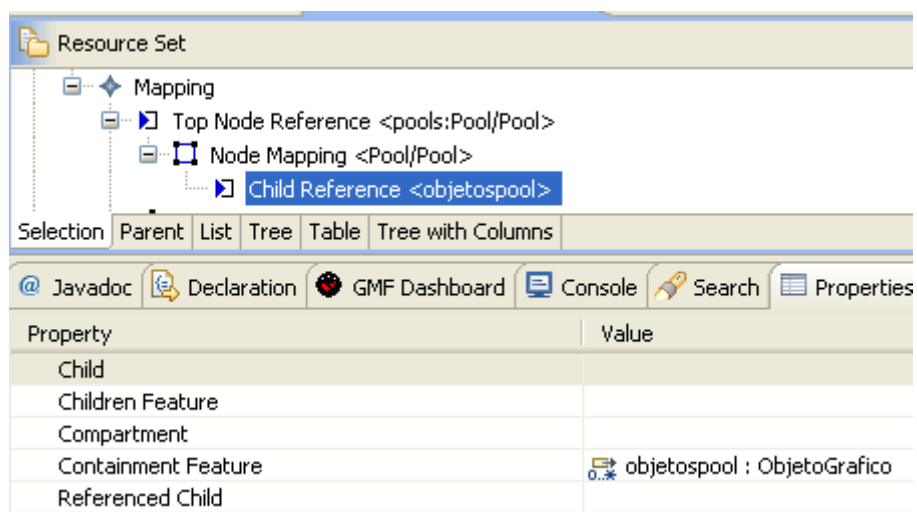 Resource Set
Mapping
Top Node Reference <pools:Pool/Pool>
Node Mapping <Pool/Pool>
Child Reference <objetospool>
Selection Parent List Tree Table Tree with Columns
@ Javadoc Declaration GMF Dashboard Console Search Properties
Property Value
Child
Children Feature
Compartment
Containment Feature 0..* objetospool : ObjetoGrafico
Referenced Child